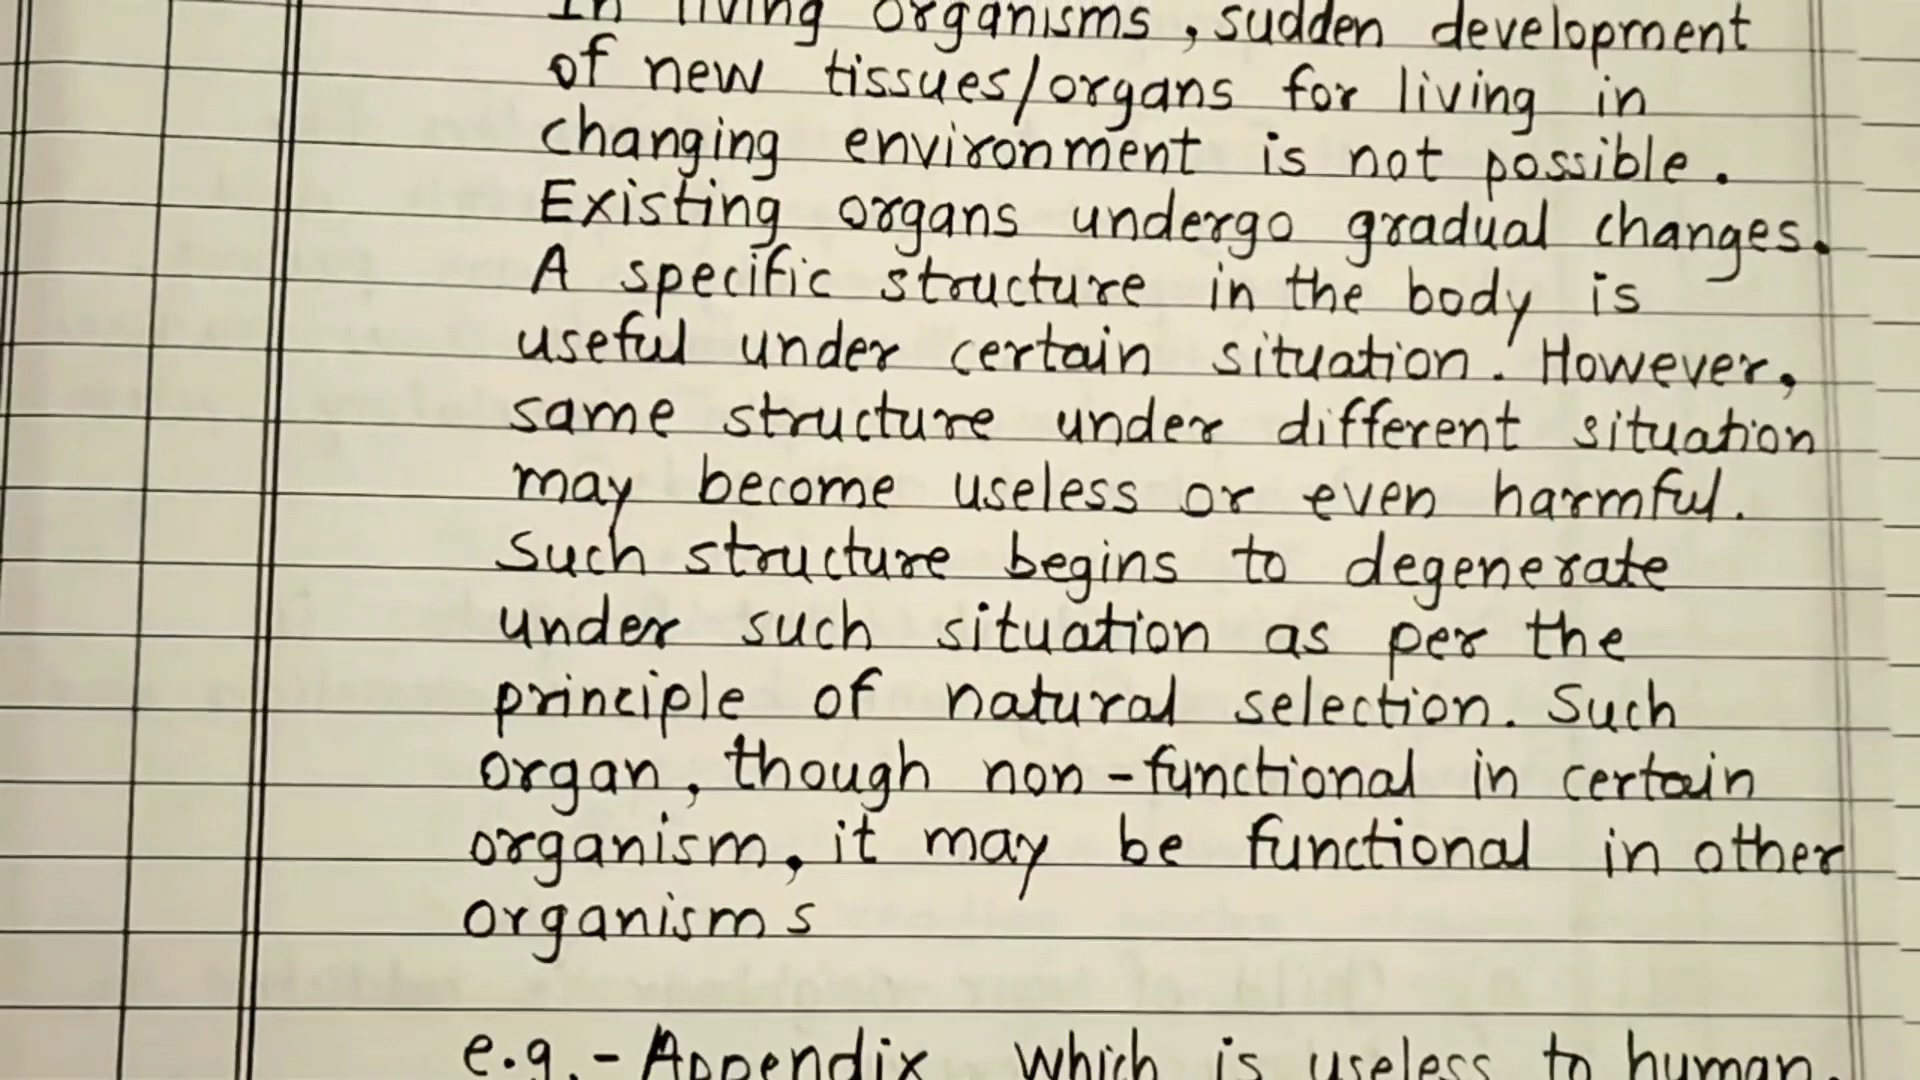 In living organisms, sudden development
of new tissues/organs for living in
changing environment is not possible.
Existing organs undergo gradual changes.
A specific structure in the body is
useful under certain situation. However,
same structure under different situation
may become useless or even harmful.
Such structure begins to degenerate
under such situation as per the
principle of natural selection. Such
organ, though non-functional in certain
organism, it may be functional in other
organisms
e.g.- Appendix which is useless to human,